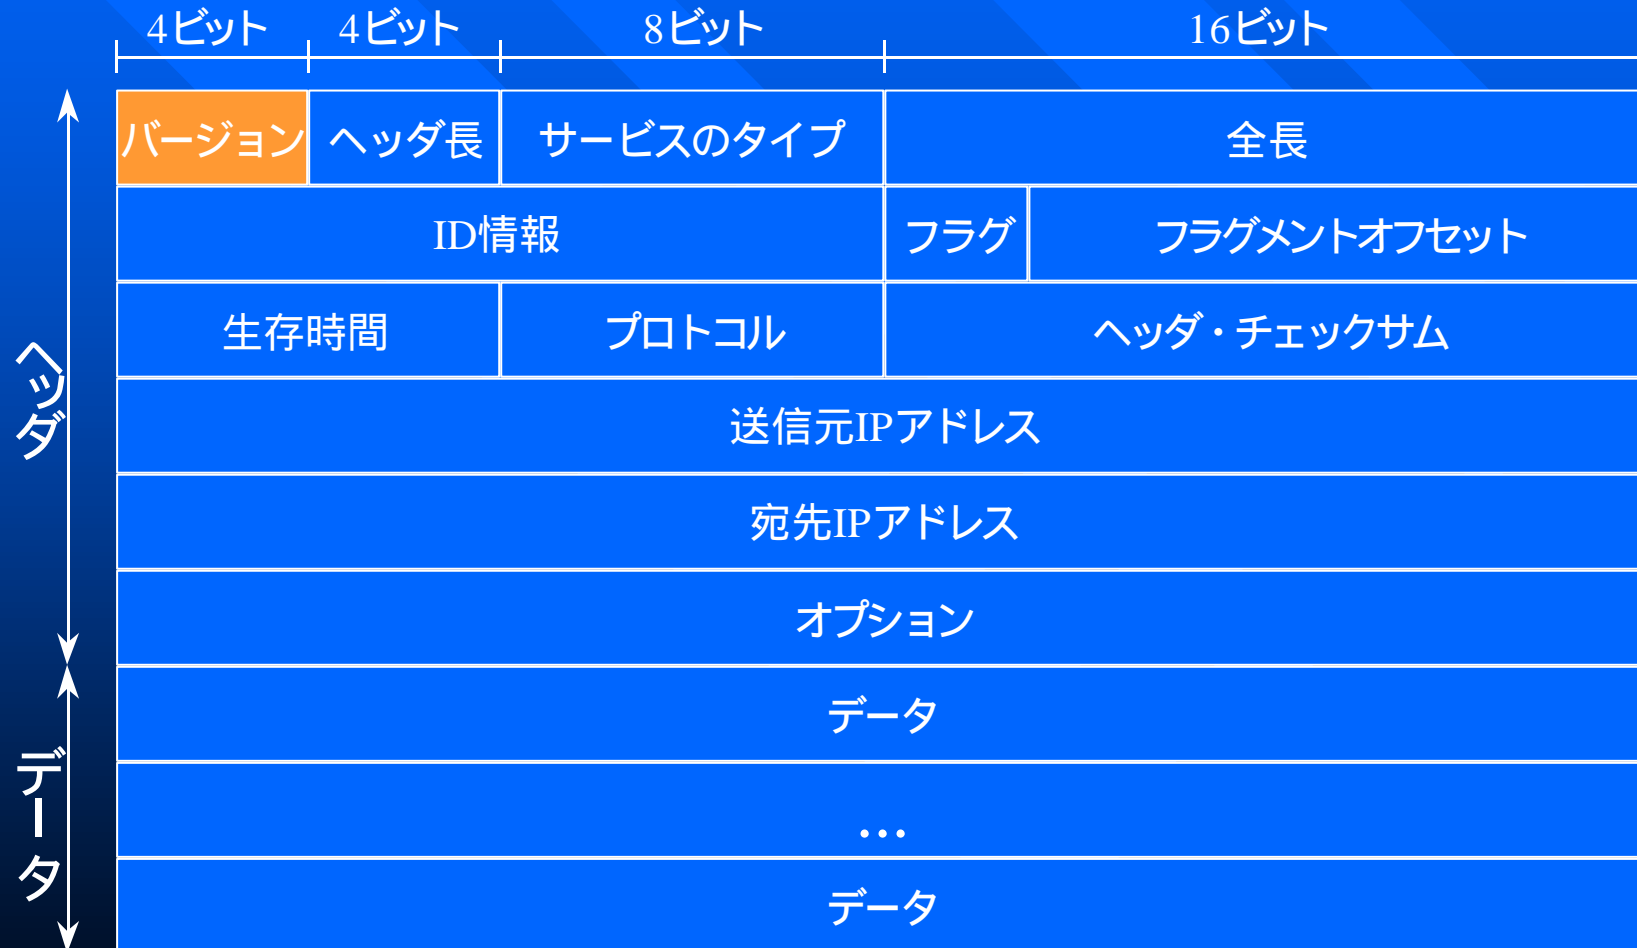 4ビット 4ビット 8ビット 16ビット
バージョン ヘッダ長 サービスのタイプ 全長
ID情報 フラグ フラグメントオフセット
生存時間 プロトコル ヘッダ・チェックサム
送信元IPアドレス
宛先IPアドレス
オプション
ヘッダ
データ
…
データ
データ